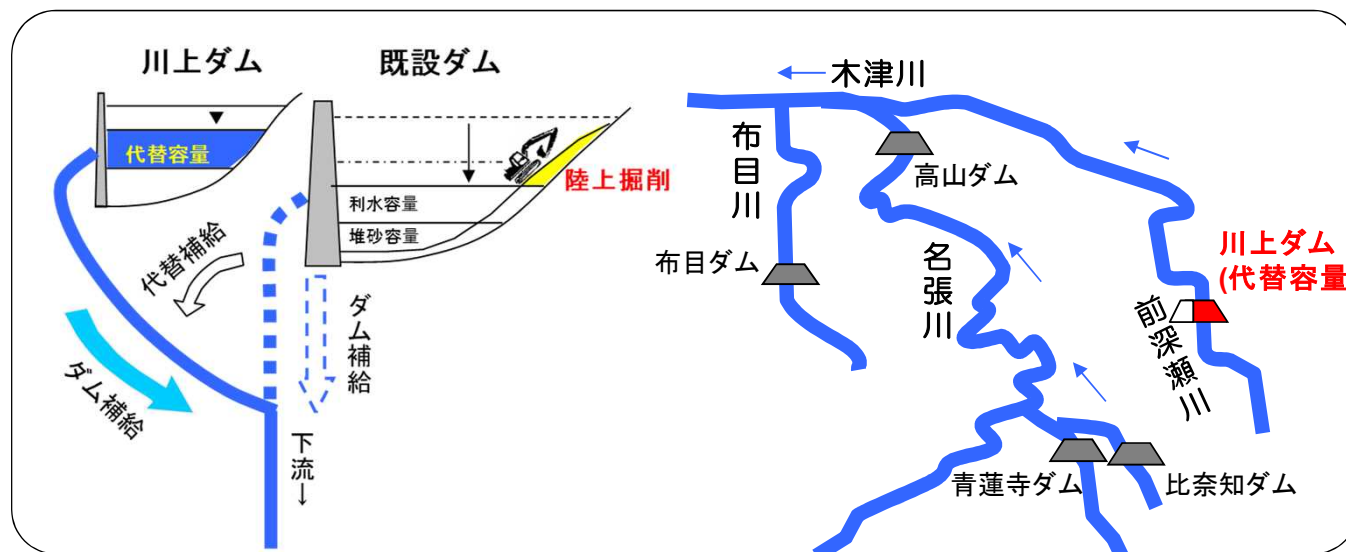 川上ダム
既設ダム
代替容量
陸上掘削
利水容量
堆砂容量
代替補給
ダム補給
ダム補給
下流→
木津川
布目川
高山ダム
布目ダム
名張川
川上ダム
(代替容量
前深瀬川
青蓮寺ダム
比奈知ダム